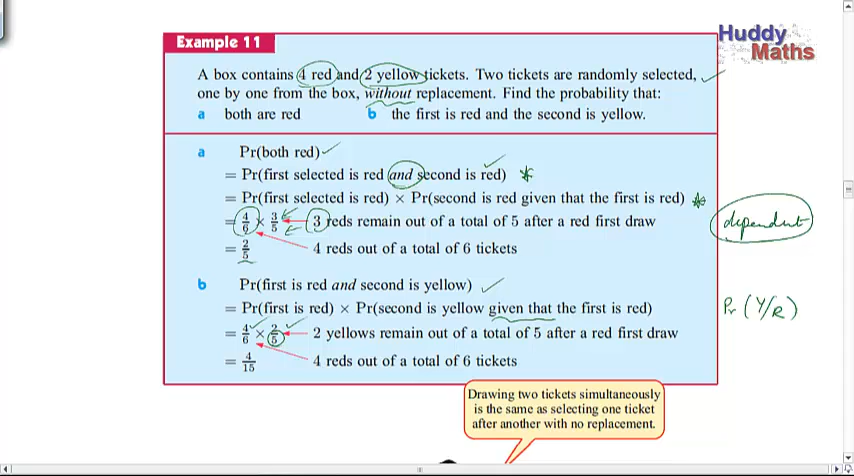 Huddy
Maths
Example 11
A box contains 4 red and 2 yellow tickets. Two tickets are randomly selected,
one by one from the box, without replacement. Find the probability that:
a both are red b the first is red and the second is yellow.
a Pr(both red)
= Pr(first selected is red and second is red)
= Pr(first selected is red) × Pr(second is red given that the first is red)
= 4/6 × 3/5 3 reds remain out of a total of 5 after a red first draw
dependent
= 2/5 4 reds out of a total of 6 tickets
b Pr(first is red and second is yellow)
= Pr(first is red) × Pr(second is yellow given that the first is red)
Pr (Y/R)
= 4/6 × 2/5 2 yellows remain out of a total of 5 after a red first draw
= 4/15 4 reds out of a total of 6 tickets
Drawing two tickets simultaneously
is the same as selecting one ticket
after another with no replacement.